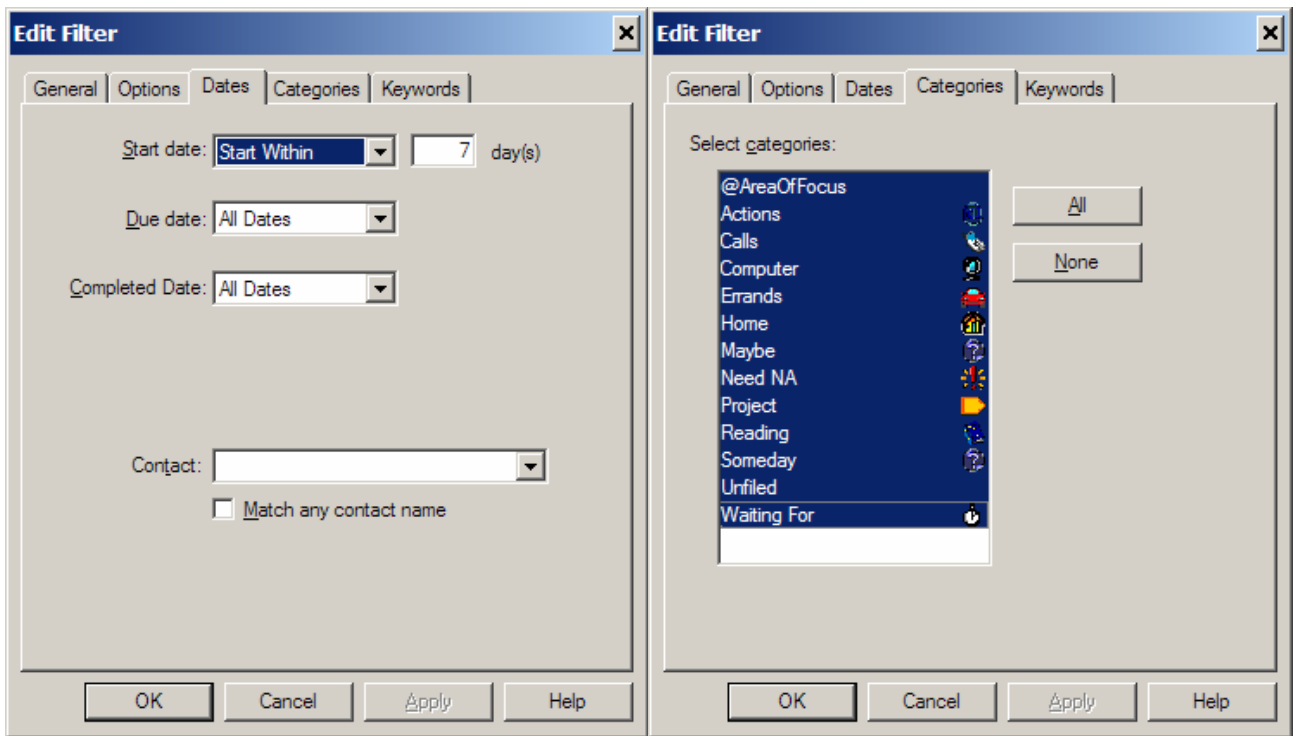 Edit Filter
General Options Dates Categories Keywords
Start date: Start Within 7 day(s)
Due date: All Dates
Completed Date: All Dates
Contact:
Match any contact name
OK Cancel Apply Help
Edit Filter
General Options Dates Categories Keywords
Select categories:
@AreaOfFocus
Actions
Calls
Computer
Errands
Home
Maybe
Need NA
Project
Reading
Someday
Unfiled
Waiting For
All
None
OK Cancel Apply Help